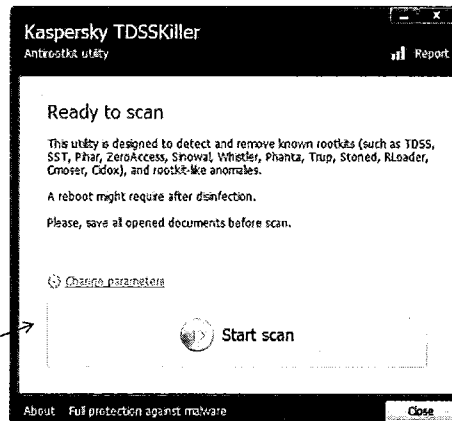 Kaspersky TDSSKiller
Antirootkit utility
Report
Ready to scan
This utility is designed to detect and remove known rootkits (such as TDSS,
SST, Pihar, ZeroAccess, Sinowal, Whistler, Phanta, Trup, Stoned, RLoader,
Cmoser, Cidox), and rootkit-like anomalies.
A reboot might require after disinfection.
Please, save all opened documents before scan.
Change parameters
Start scan
About Full protection against malware
Close